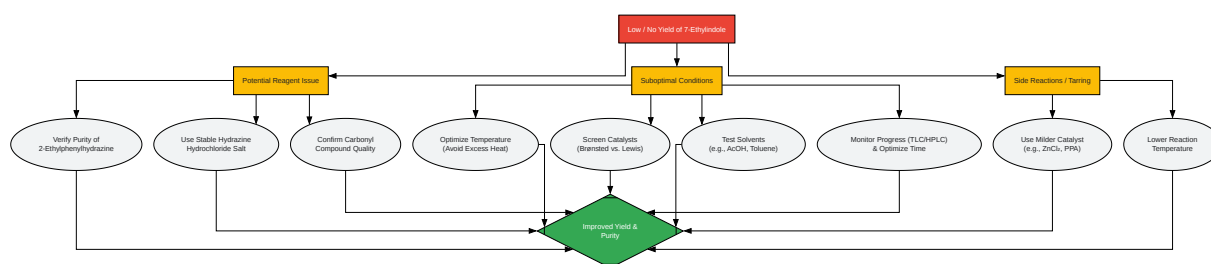 Low / No Yield of 7-Ethylindole
Potential Reagent Issue
Suboptimal Conditions
Side Reactions / Tarring
Verify Purity of
2-Ethylphenylhydrazine
Use Stable Hydrazine
Hydrochloride Salt
Confirm Carbonyl
Compound Quality
Optimize Temperature
(Avoid Excess Heat)
Screen Catalysts
(Brønsted vs. Lewis)
Test Solvents
(e.g., AcOH, Toluene)
Monitor Progress (TLC/HPLC)
& Optimize Time
Use Milder Catalyst
(e.g., ZnCl₂, PPA)
Lower Reaction
Temperature
Improved Yield &
Purity